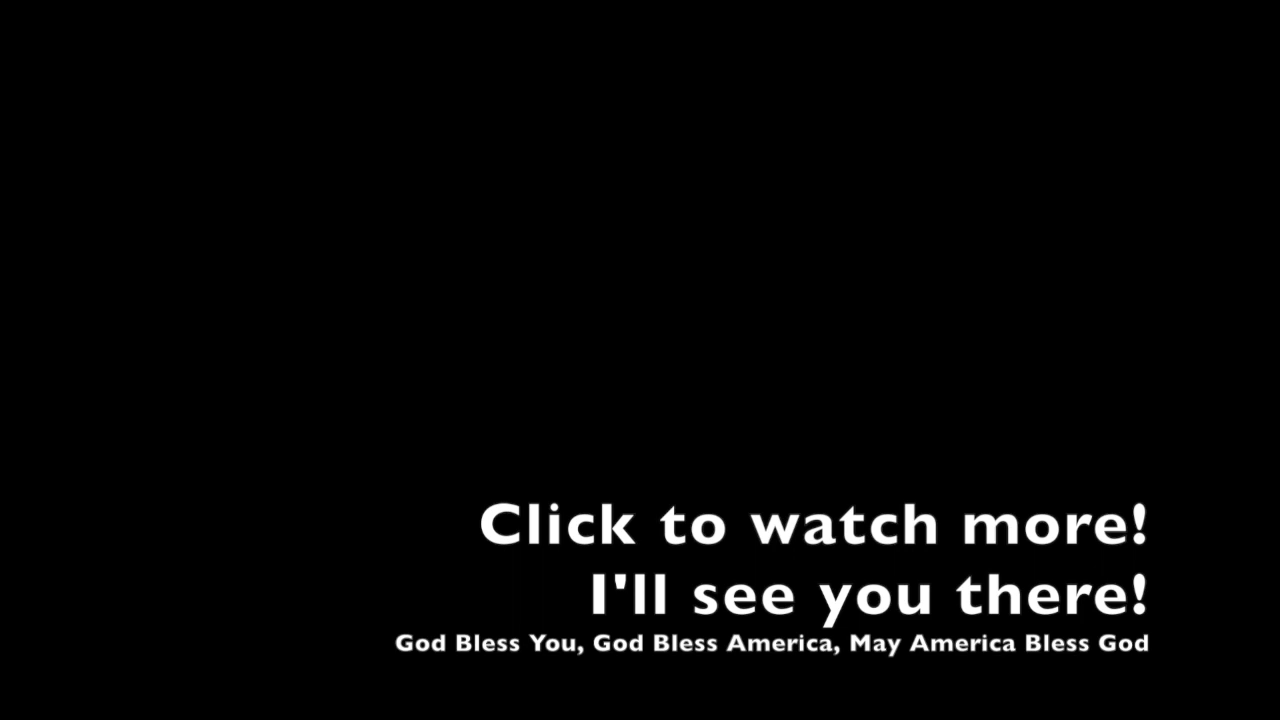 Click to watch more!
I'll see you there!
God Bless You, God Bless America, May America Bless God